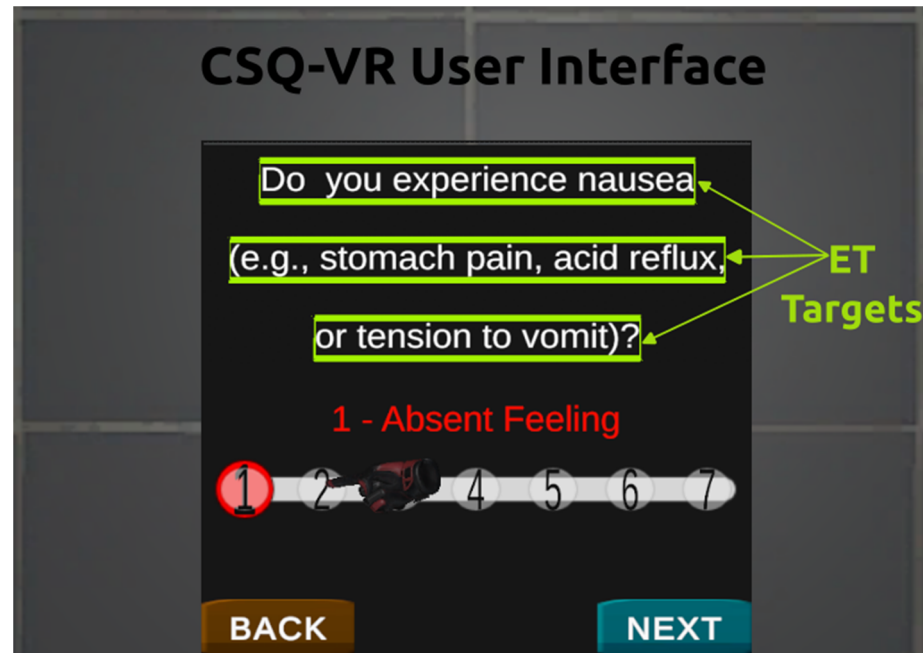 CSQ-VR User Interface
Do you experience nausea
(e.g., stomach pain, acid reflux,
or tension to vomit)?
ET
Targets
1 - Absent Feeling
1 2 4 5 6 7
BACK NEXT